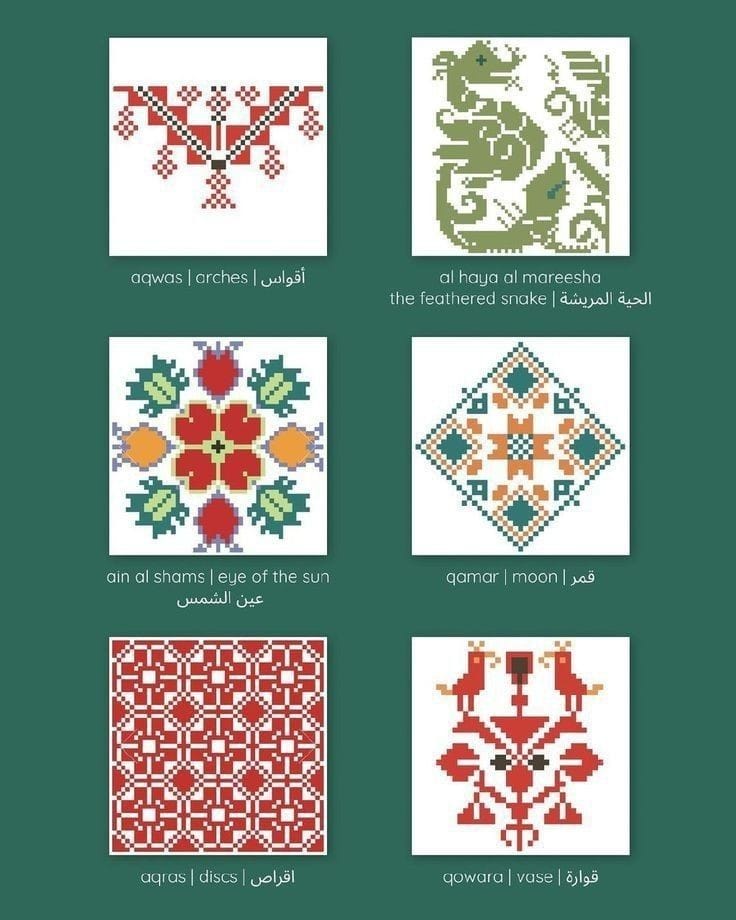 aqwas | arches | أقواس
al haya al mareesha
the feathered snake | الحية المريشة
ain al shams | eye of the sun
عين الشمس
qamar | moon | قمر
aqras | discs | اقراص
qowara | vase | قوارة